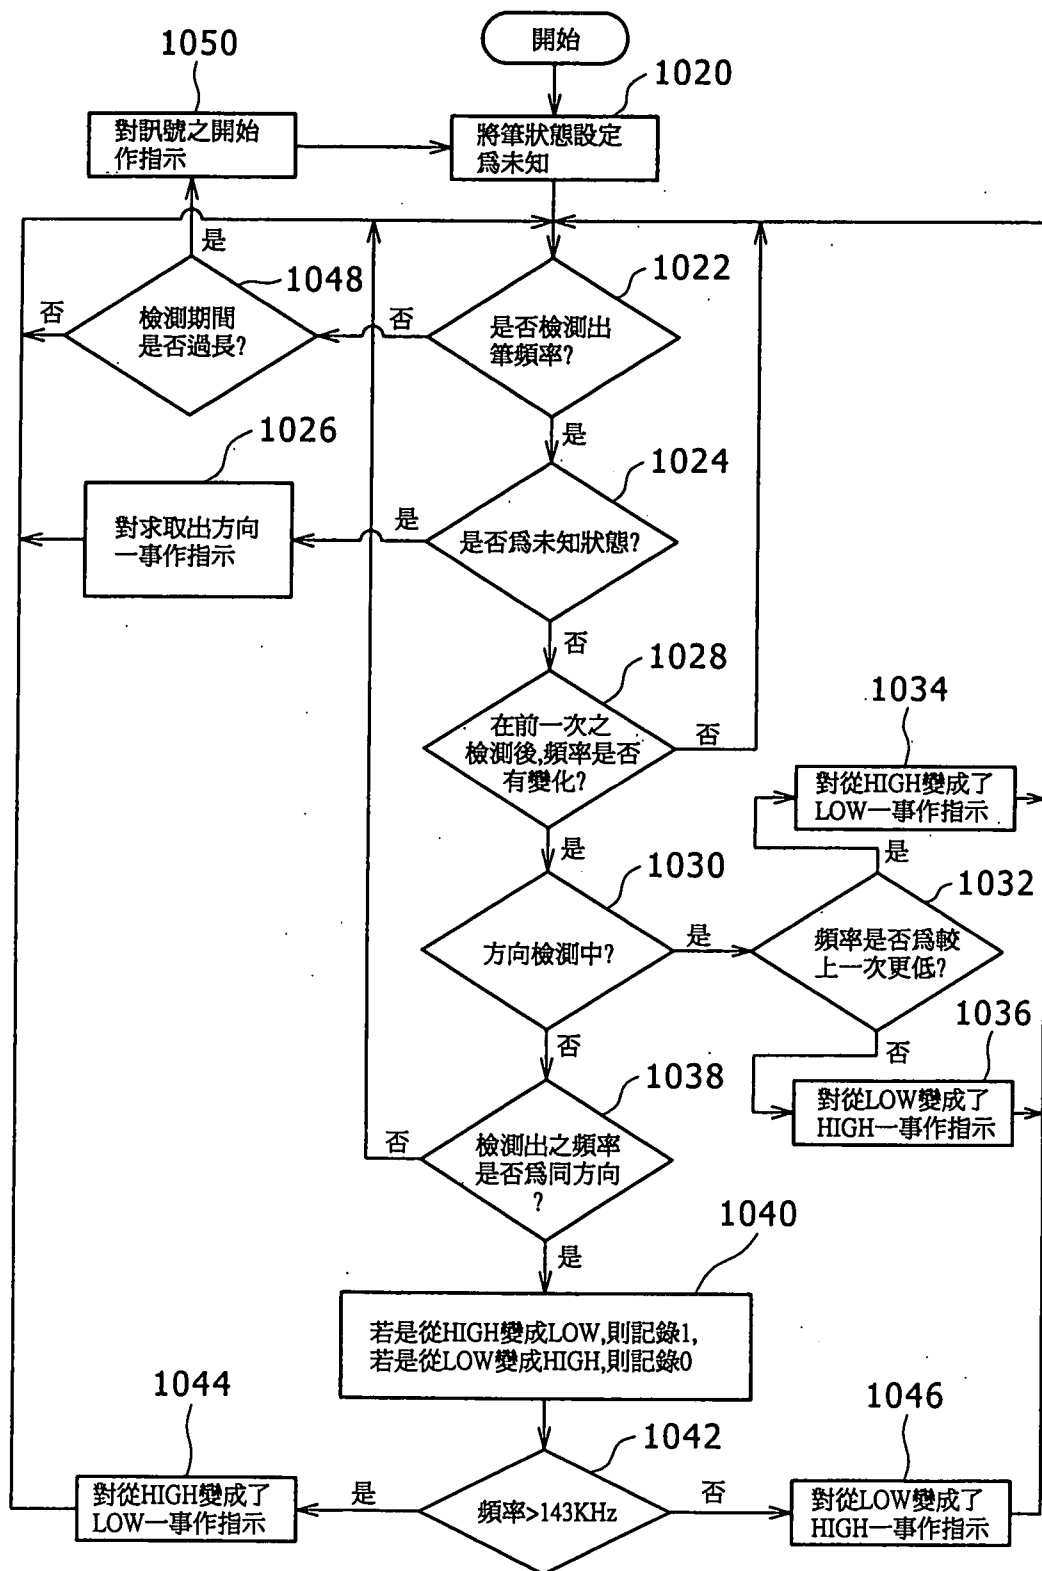 開始
1050
1020
對訊號之開始
作指示
將筆狀態設定
爲未知
是
1048
1022
否
檢測期間
是否過長?
否
是否檢測出
筆頻率?
1026
是
1024
對求取出方向
一事作指示
是
是否爲未知狀態?
否
1028
1034
在前一次之
檢測後,頻率是否
有變化?
否
對從HIGH變成了
LOW一事作指示
是
1030
是
1032
方向檢測中?
是
頻率是否爲較
上一次更低?
1036
否
否
1038
對從LOW變成了
HIGH一事作指示
否
檢測出之頻率
是否爲同方向
?
1040
是
若是從HIGH變成LOW,則記錄1,
若是從LOW變成HIGH,則記錄0
1044
1042
1046
對從HIGH變成了
LOW一事作指示
是
頻率>143KHz
否
對從LOW變成了
HIGH一事作指示